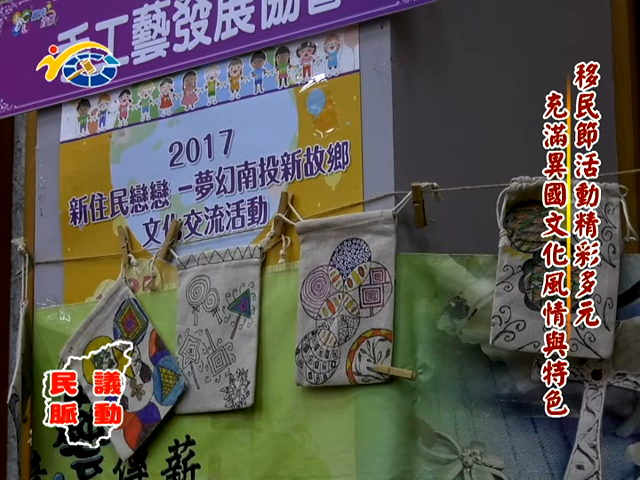 手工藝發展協會
2017
新住民戀戀-夢幻南投新故鄉
文化交流活動
移民節活動精彩多元
充滿異國文化風情與特色
民議
脈動
薪